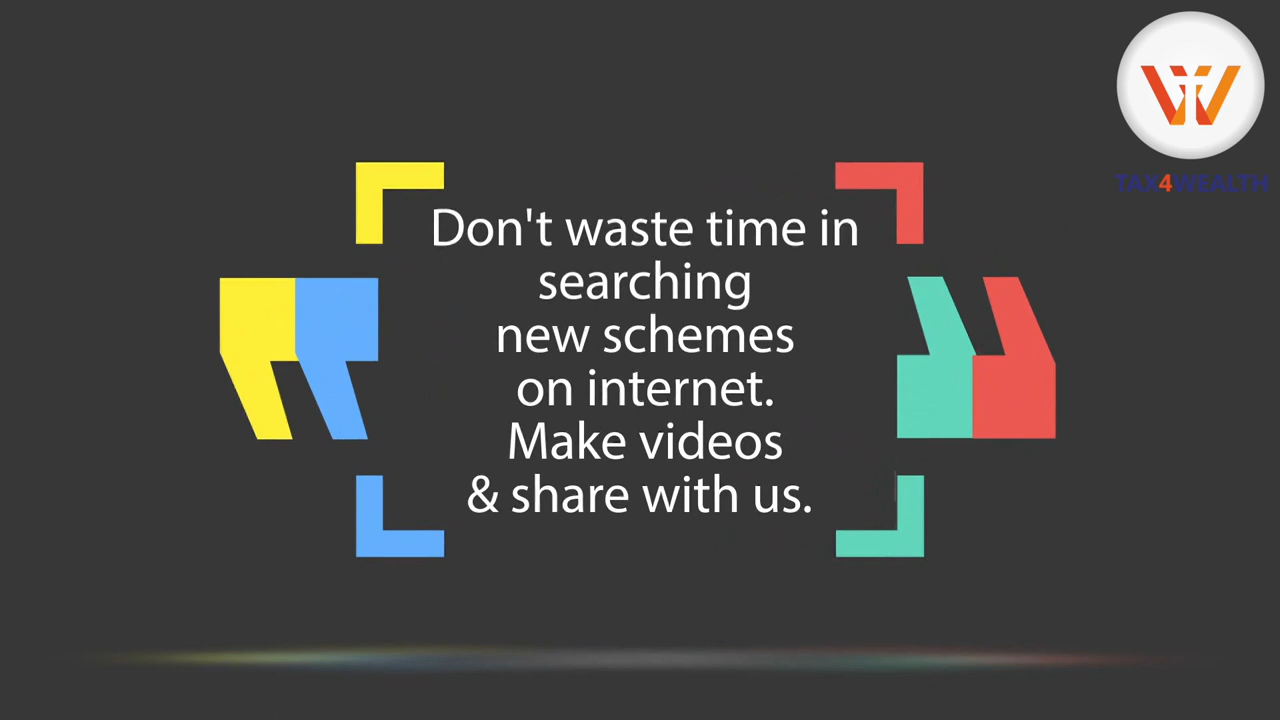 Don't waste time in
searching
new schemes
on internet.
Make videos
& share with us.
TAX4WEALTH